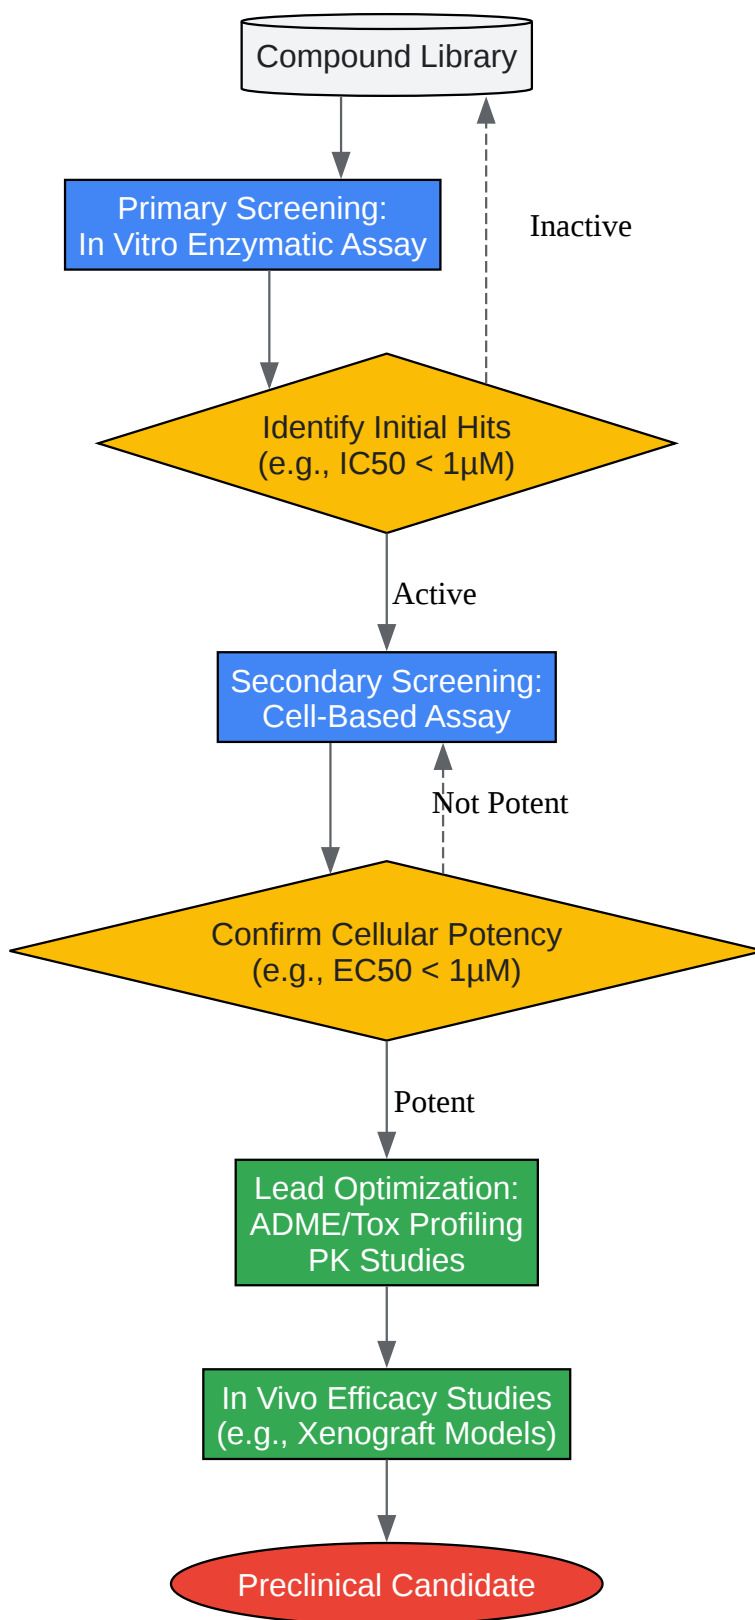 Compound Library
Primary Screening:
In Vitro Enzymatic Assay
Inactive
Identify Initial Hits
(e.g., IC50 < 1µM)
Active
Secondary Screening:
Cell-Based Assay
Not Potent
Confirm Cellular Potency
(e.g., EC50 < 1µM)
Potent
Lead Optimization:
ADME/Tox Profiling
PK Studies
In Vivo Efficacy Studies
(e.g., Xenograft Models)
Preclinical Candidate